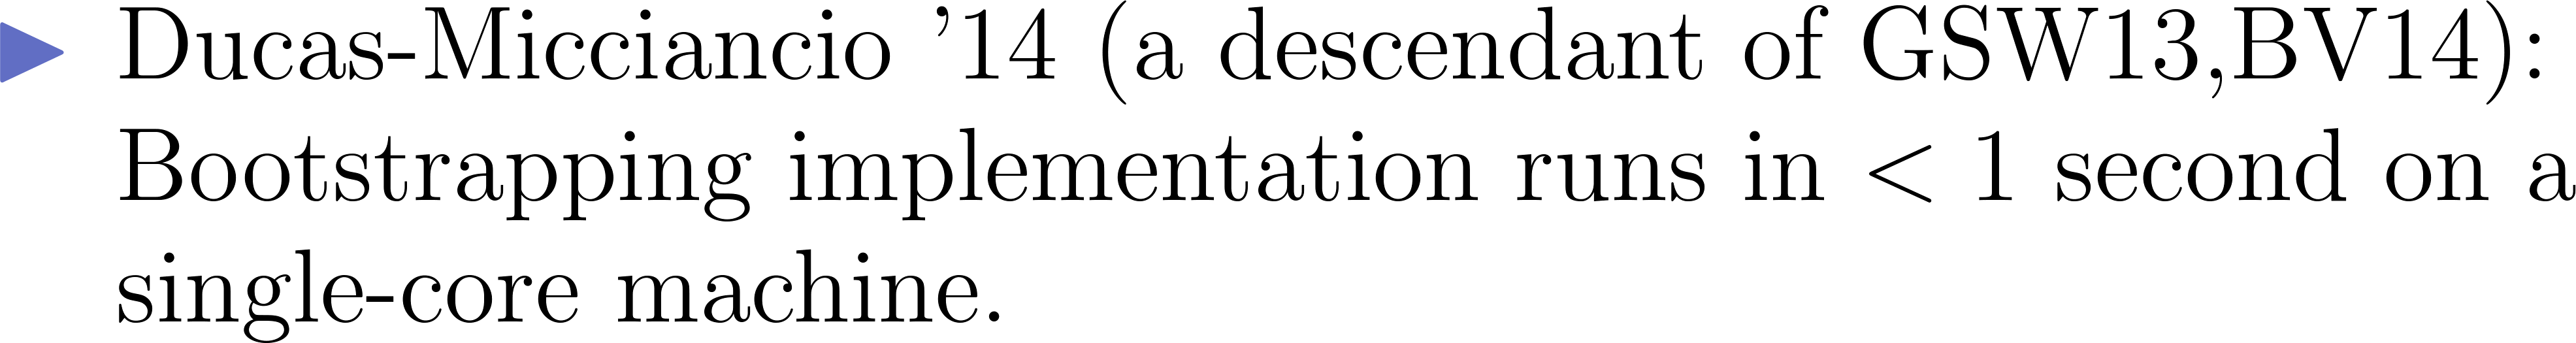 Ducas-Micciancio ’14 (a descendant of GSW13,BV14):
Bootstrapping implementation runs in < 1 second on a
single-core machine.